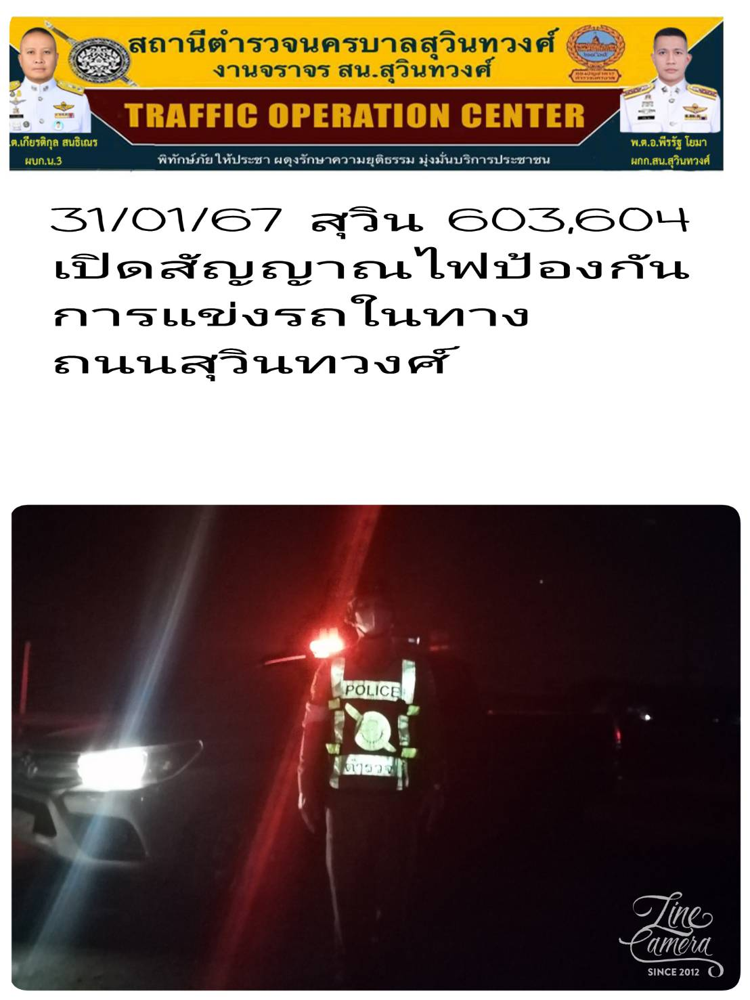 สถานีตำรวจนครบาลสุวินทวงศ์
งานจราจร สน.สุวินทวงศ์
TRAFFIC OPERATION CENTER
.ต.เกียรติกุล สนธิเณร
ผบก.น.3
พ.ต.อ.พีรรัฐ โยมา
ผกก.สน.สุวินทวงศ์
พิทักษ์ภัย ให้ประชา ผดุงรักษาความยุติธรรม มุ่งมั่นบริการประชาชน
31/01/67 สุวิน 603,604
เปิดสัญญาณไฟป้องกัน
การแข่งรถในทาง
ถนนสุวินทวงศ์
POLICE
ตำรวจ
Line
Camera
SINCE 2012